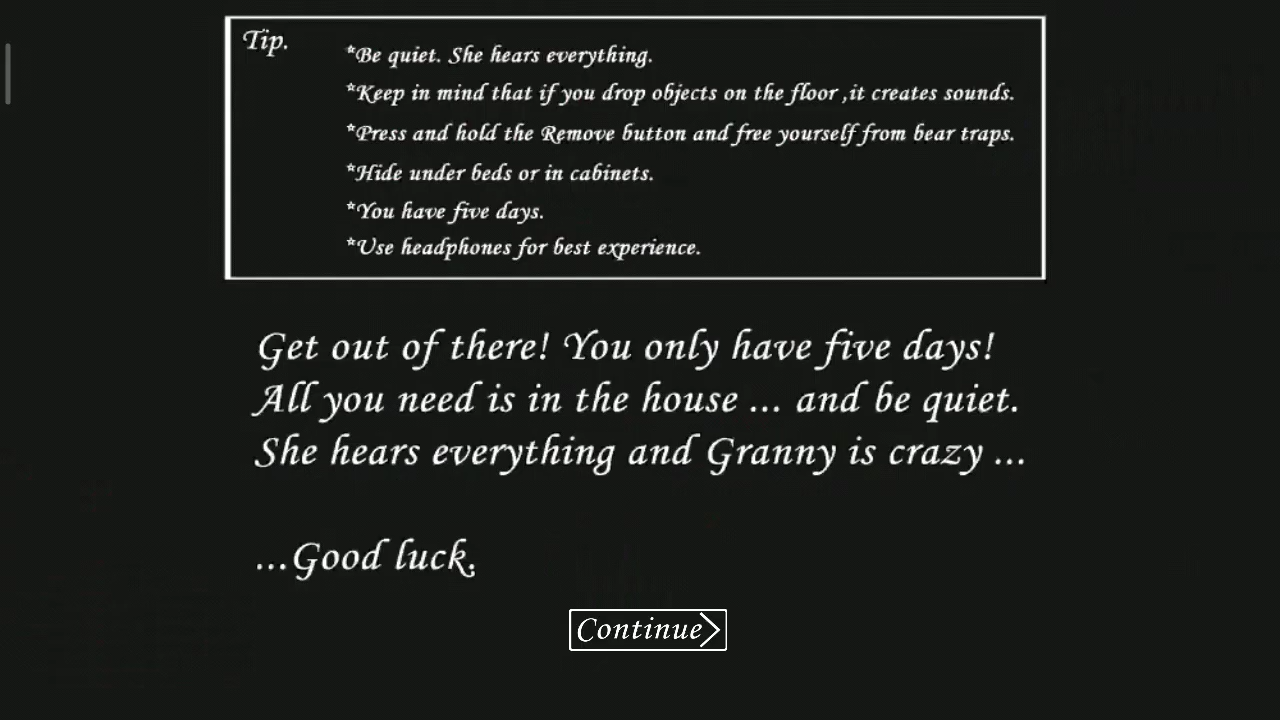 Tip.
*Be quiet. She hears everything.
*Keep in mind that if you drop objects on the floor ,it creates sounds.
*Press and hold the Remove button and free yourself from bear traps.
*Hide under beds or in cabinets.
*You have five days.
*Use headphones for best experience.
Get out of there! You only have five days!
All you need is in the house ... and be quiet.
She hears everything and Granny is crazy ...
...Good luck.
Continue